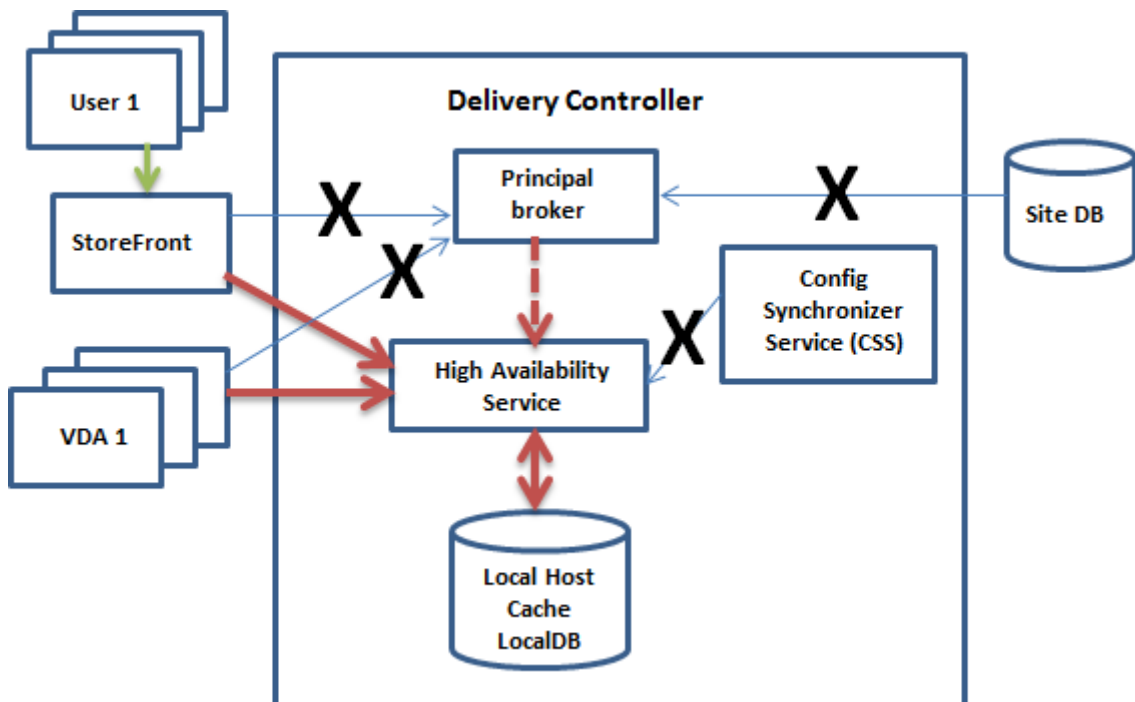 User 1
Delivery Controller
Principal
broker
X
X
Site DB
StoreFront
X
Config
Synchronizer
Service (CSS)
X
High Availability
Service
VDA 1
Local Host
Cache
LocalDB